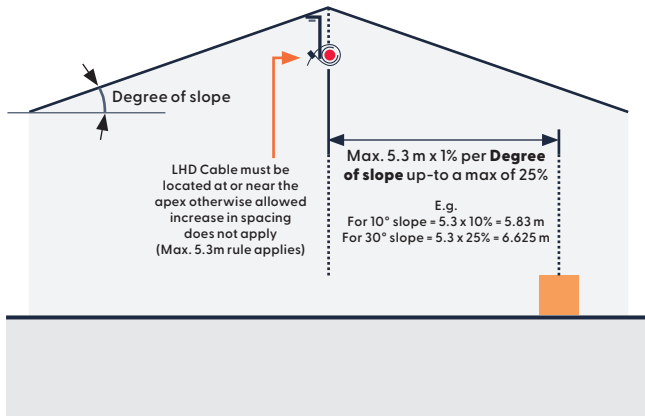 Degree of slope
LHD Cable must be
located at or near the
apex otherwise allowed
increase in spacing
does not apply
(Max. 5.3m rule applies)
Max. 5.3 m x 1% per Degree
of slope up-to a max of 25%
E.g.
For 10° slope = 5.3 x 10% = 5.83 m
For 30° slope = 5.3 x 25% = 6.625 m